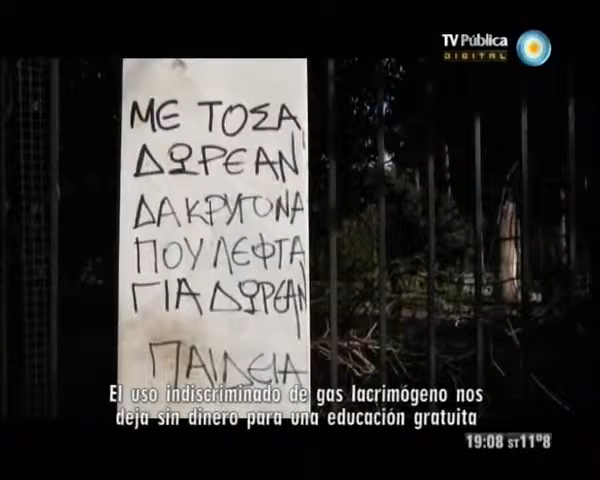 TV Pública
DIGITAL
ΜΕ ΤΟΣΑ
ΔΩΡΕΑΝ
ΔΑΚΡΥΓΟΝΑ
ΠΟΥ ΛΕΦΤΑ
ΓΙΑ ΔΩΡΕΑΝ
ΠΑΙΔΕΙΑ
El uso indiscriminado de gas lacrimógeno nos
deja sin dinero para una educación gratuita
19:08 ST11º8